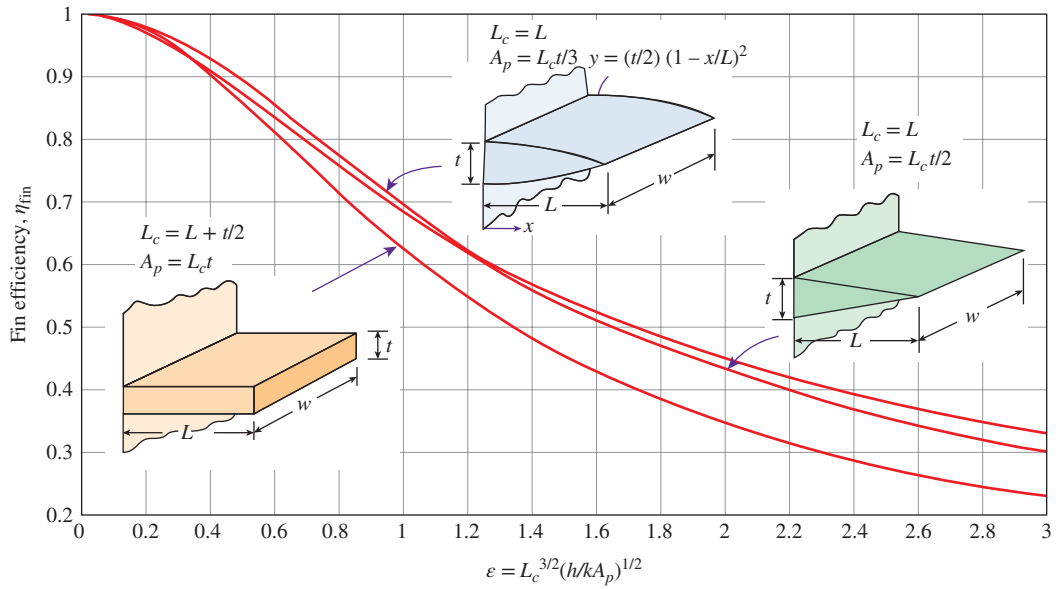 1
0.9
0.8
0.7
0.6
0.5
0.4
0.3
0.2
Fin efficiency, η_fin
L_c = L
A_p = L_c t/3 y = (t/2) (1 – x/L)²
t
L
w
x
L_c = L
A_p = L_c t/2
t
L
w
L_c = L + t/2
A_p = L_c t
t
L
w
0 0.2 0.4 0.6 0.8 1 1.2 1.4 1.6 1.8 2 2.2 2.4 2.6 2.8 3
ε = L_c^3/2(h/kA_p)^1/2